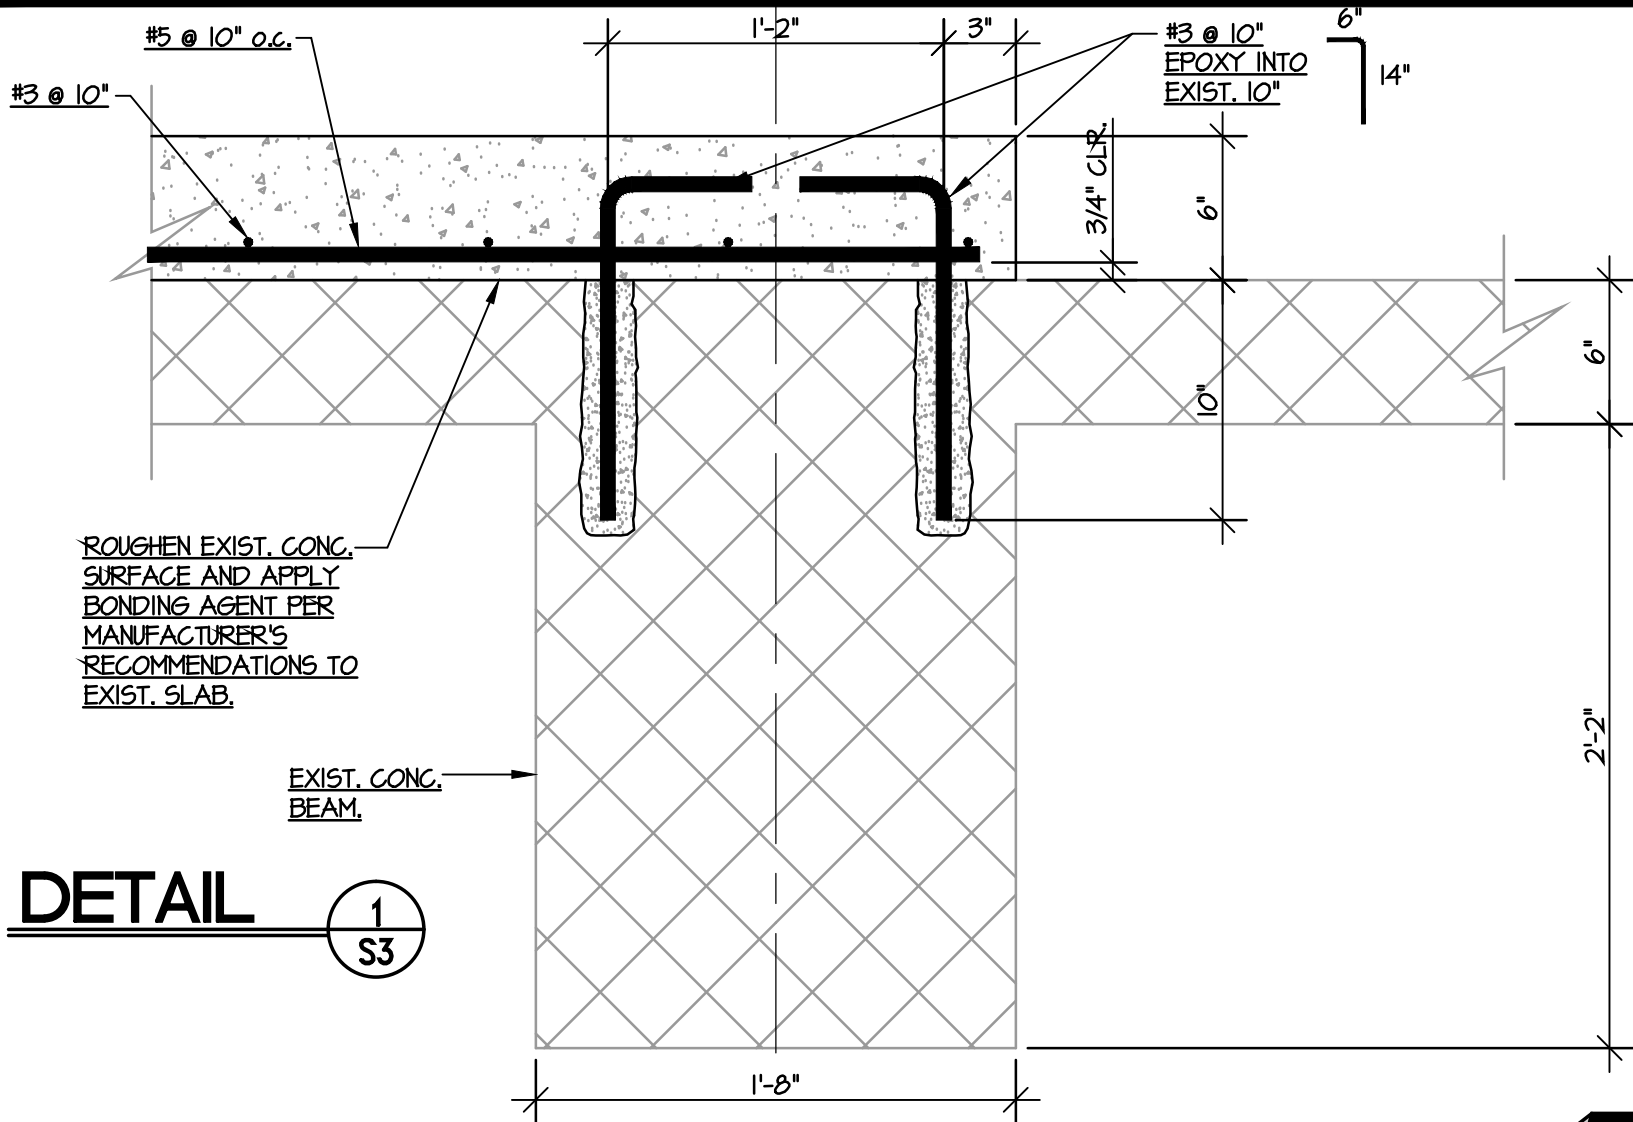 #5 @ 10" o.c.
#3 @ 10"
1'-2"
3"
#3 @ 10"
EPOXY INTO
EXIST. 10"
6"
14"
3/4" CLR.
6"
10"
6"
2'-2"
ROUGHEN EXIST. CONC.
SURFACE AND APPLY
BONDING AGENT PER
MANUFACTURER'S
RECOMMENDATIONS TO
EXIST. SLAB.
EXIST. CONC.
BEAM.
DETAIL
1
S3
1'-8"